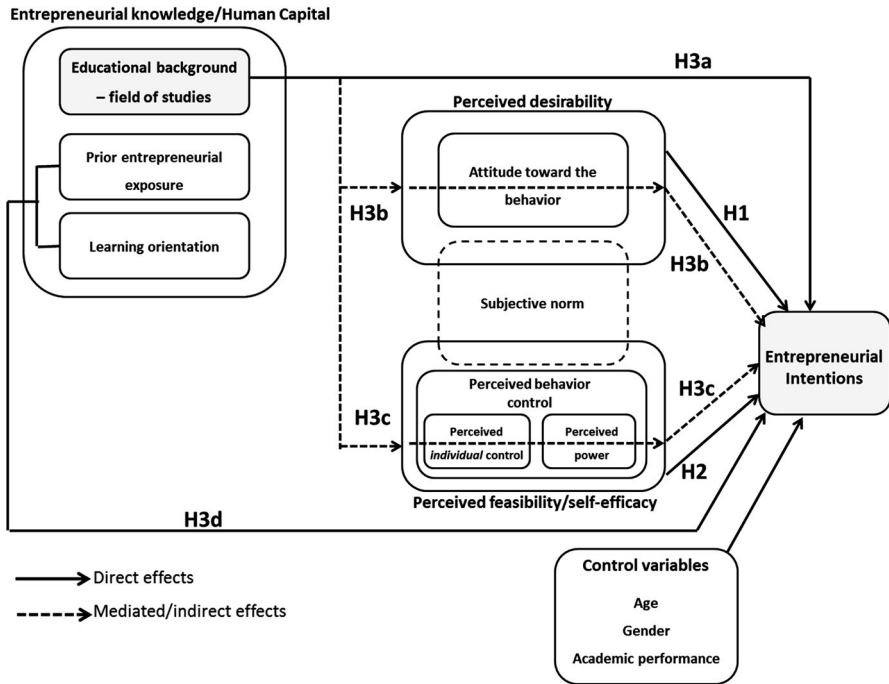 Entrepreneurial knowledge/Human Capital
Educational background
– field of studies
H3a
Perceived desirability
Prior entrepreneurial
exposure
Attitude toward the
behavior
H3b
H1
H3b
Learning orientation
Subjective norm
Entrepreneurial
Intentions
Perceived behavior
control
H3c
H3c
Perceived
individual control
Perceived
power
H2
Perceived feasibility/self-efficacy
H3d
Direct effects
Mediated/indirect effects
Control variables
Age
Gender
Academic performance